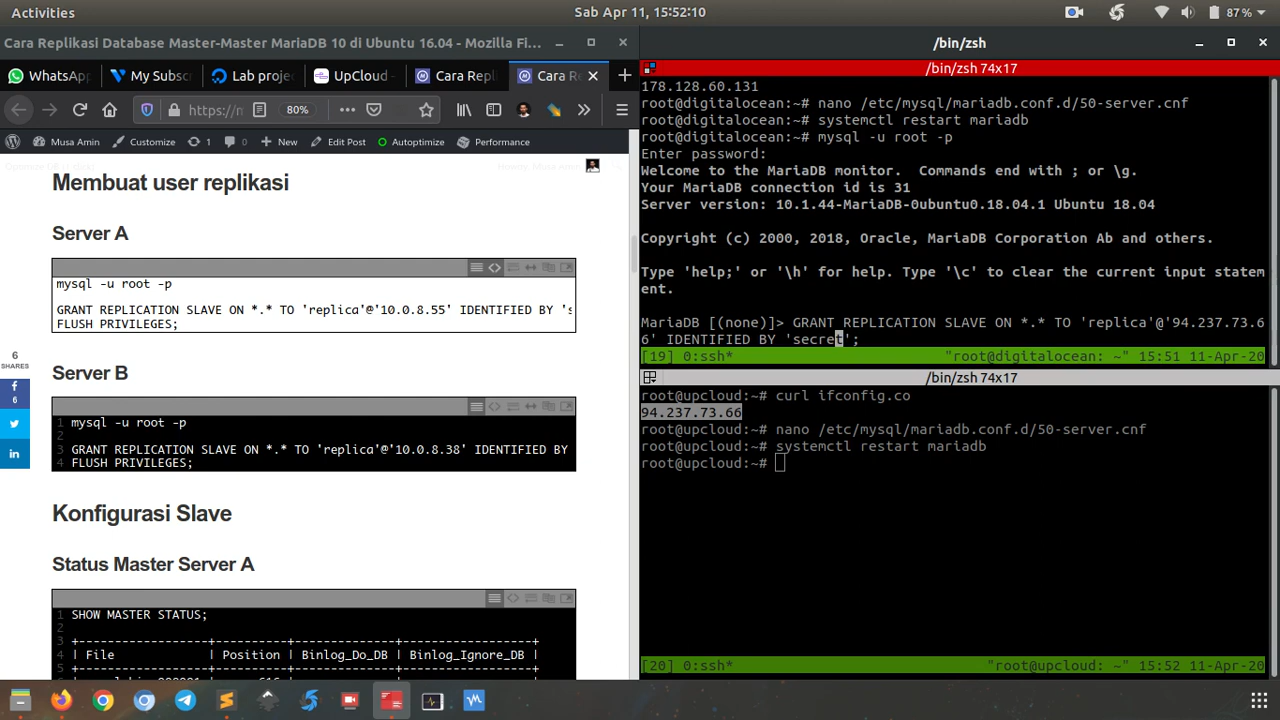 Activities
Sab Apr 11, 15:52:10
87%
Cara Replikasi Database Master-Master MariaDB 10 di Ubuntu 16.04 - Mozilla Fi...
WhatsAp
My Subsc
Lab proje
UpCloud -
Cara Repli
Cara Re
https://
80%
Musa Amin
Customize
1
0
New
Edit Post
Autoptimize
Performance
Membuat user replikasi
Server A
mysql -u root -p
GRANT REPLICATION SLAVE ON *.* TO 'replica'@'10.0.8.55' IDENTIFIED BY 's
FLUSH PRIVILEGES;
6
SHARES
6
Server B
1 mysql -u root -p
2
3 GRANT REPLICATION SLAVE ON *.* TO 'replica'@'10.0.8.38' IDENTIFIED BY
4 FLUSH PRIVILEGES;
Konfigurasi Slave
Status Master Server A
1 SHOW MASTER STATUS;
2
3 +------------------+----------+--------------+------------------+
4 | File | Position | Binlog_Do_DB | Binlog_Ignore_DB |
5 +------------------+----------+--------------+------------------+
/bin/zsh
/bin/zsh 74x17
178.128.60.131
root@digitalocean:~# nano /etc/mysql/mariadb.conf.d/50-server.cnf
root@digitalocean:~# systemctl restart mariadb
root@digitalocean:~# mysql -u root -p
Enter password:
Welcome to the MariaDB monitor.  Commands end with ; or \g.
Your MariaDB connection id is 31
Server version: 10.1.44-MariaDB-0ubuntu0.18.04.1 Ubuntu 18.04
Copyright (c) 2000, 2018, Oracle, MariaDB Corporation Ab and others.
Type 'help;' or '\h' for help. Type '\c' to clear the current input statem
ent.
MariaDB [(none)]> GRANT REPLICATION SLAVE ON *.* TO 'replica'@'94.237.73.6
6' IDENTIFIED BY 'secret';
[19] 0:ssh* "root@digitalocean: ~" 15:51 11-Apr-20
/bin/zsh 74x17
root@upcloud:~# curl ifconfig.co
94.237.73.66
root@upcloud:~# nano /etc/mysql/mariadb.conf.d/50-server.cnf
root@upcloud:~# systemctl restart mariadb
root@upcloud:~#
[20] 0:ssh* "root@upcloud: ~" 15:52 11-Apr-20